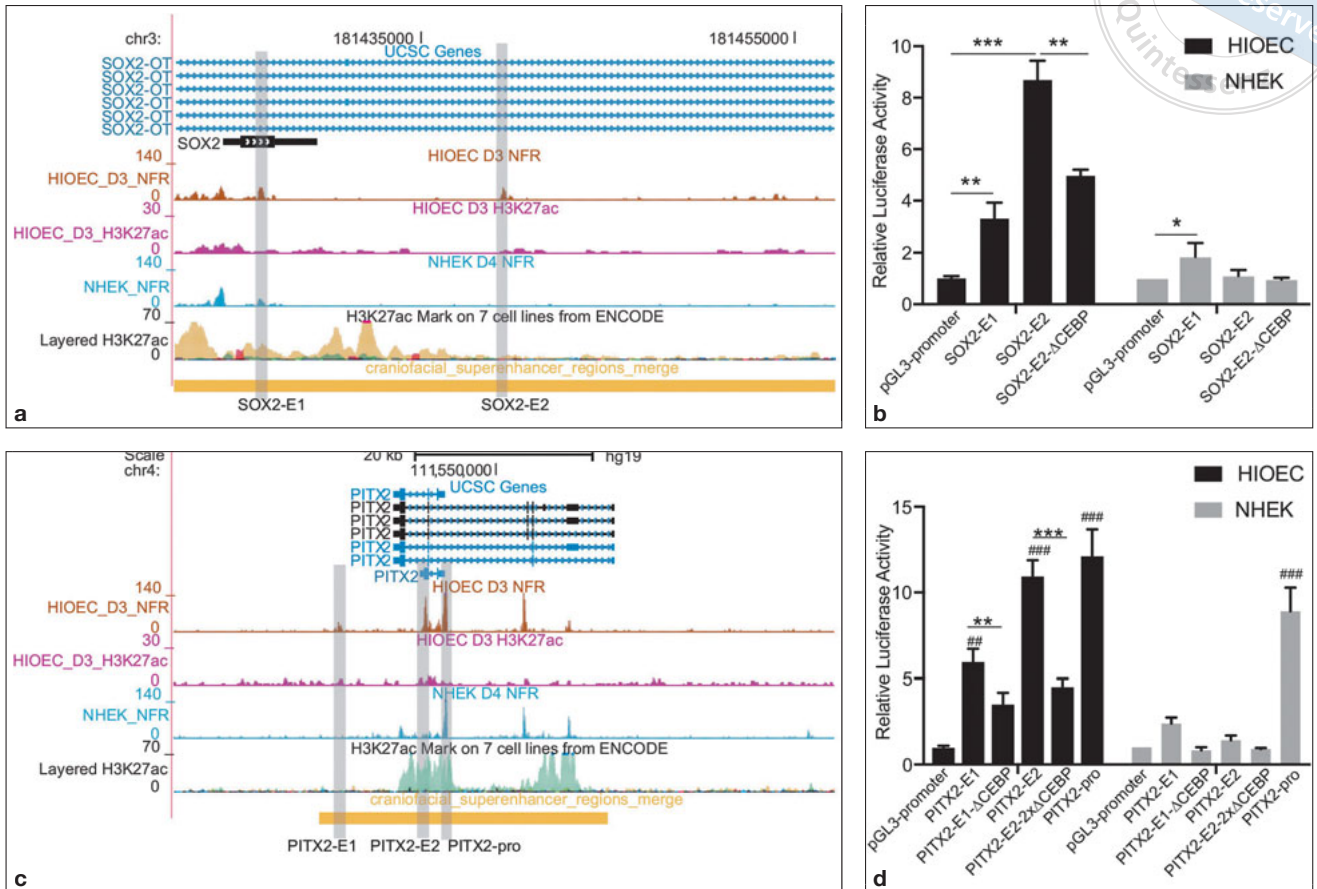 chr3: 181435000 181455000
UCSC Genes
SOX2-OT
SOX2-OT
SOX2-OT
SOX2-OT
SOX2-OT
SOX2-OT
SOX2
HIOEC D3 NFR
140
HIOEC_D3_NFR
0
HIOEC D3 H3K27ac
30
HIOEC_D3_H3K27ac
0
NHEK D4 NFR
140
NHEK_NFR
0
H3K27ac Mark on 7 cell lines from ENCODE
70
Layered H3K27ac
0
craniofacial_superenhancer_regions_merge
SOX2-E1 SOX2-E2
a
Relative Luciferase Activity
10
8
6
4
2
0
*** **
**
*
HIOEC
NHEK
pGL3-promoter
SOX2-E1
SOX2-E2
SOX2-E2-ΔCEBP
pGL3-promoter
SOX2-E1
SOX2-E2
SOX2-E2-ΔCEBP
b
Scale 20 kb hg19
chr4: 111,550,000
UCSC Genes
PITX2
PITX2
PITX2
PITX2
PITX2
PITX2
PITX2
HIOEC D3 NFR
140
HIOEC_D3_NFR
0
HIOEC D3 H3K27ac
30
HIOEC_D3_H3K27ac
0
NHEK D4 NFR
140
NHEK_NFR
0
H3K27ac Mark on 7 cell lines from ENCODE
70
Layered H3K27ac
0
craniofacial_superenhancer_regions_merge
PITX2-E1 PITX2-E2 PITX2-pro
c
Relative Luciferase Activity
15
10
5
0
HIOEC
NHEK
**
##
***
###
###
###
pGL3-promoter
PITX2-E1
PITX2-E1-ΔCEBP
PITX2-E2
PITX2-E2-2xΔCEBP
PITX2-pro
pGL3-promoter
PITX2-E1
PITX2-E1-ΔCEBP
PITX2-E2
PITX2-E2-2xΔCEBP
PITX2-pro
d